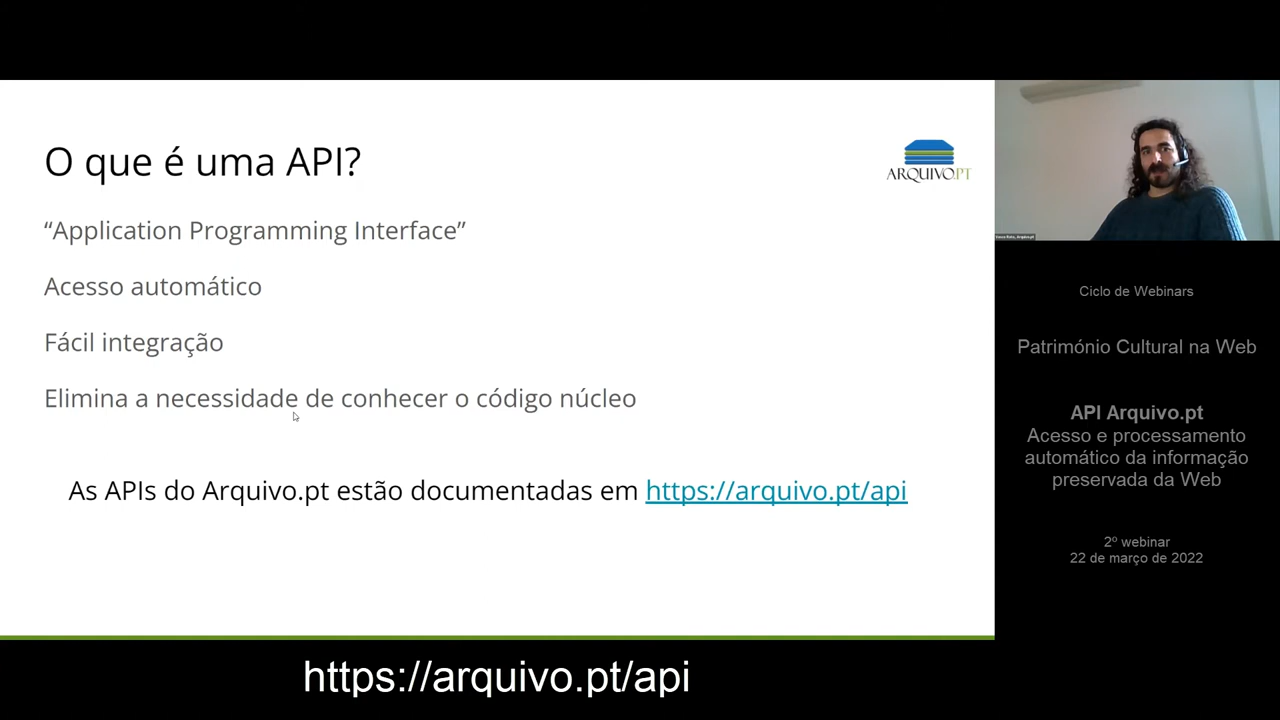 O que é uma API?
ARQUIVO.PT
“Application Programming Interface”
Acesso automático
Fácil integração
Elimina a necessidade de conhecer o código núcleo
As APIs do Arquivo.pt estão documentadas em https://arquivo.pt/api
Ciclo de Webinars
Património Cultural na Web
API Arquivo.pt
Acesso e processamento
automático da informação
preservada da Web
2º webinar
22 de março de 2022
https://arquivo.pt/api